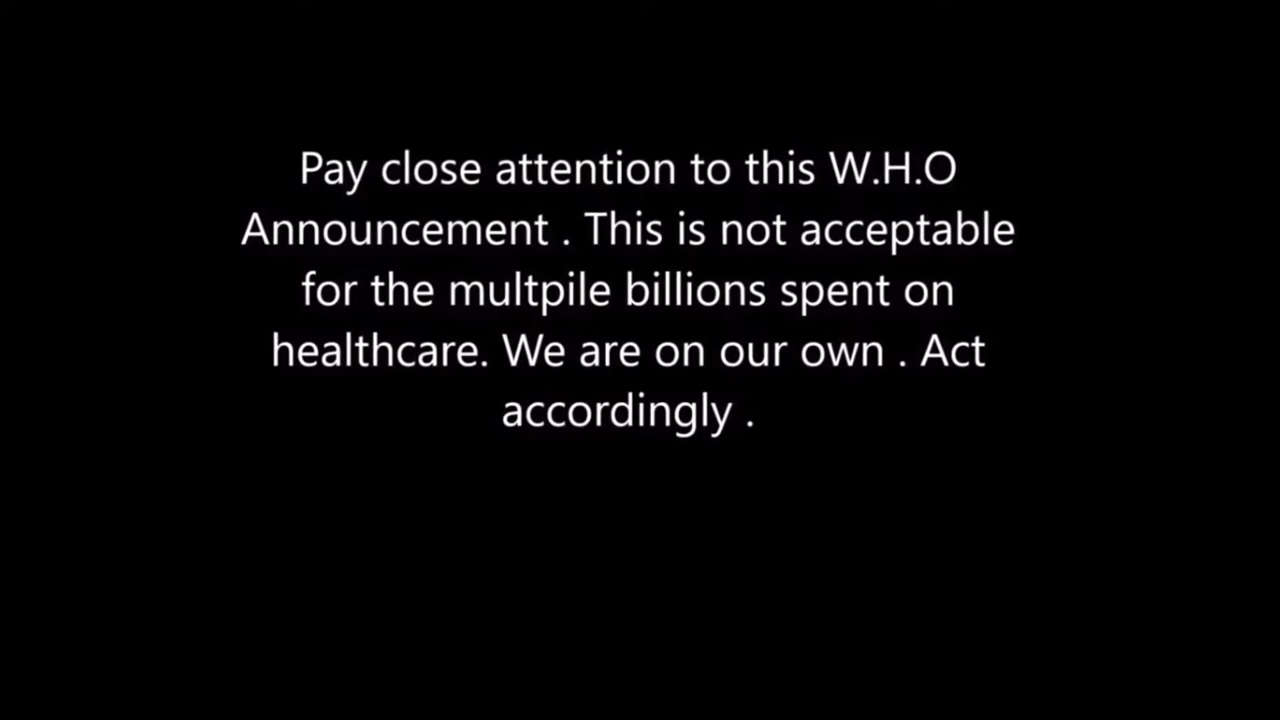 Pay close attention to this W.H.O
Announcement . This is not acceptable
for the multpile billions spent on
healthcare. We are on our own . Act
accordingly .